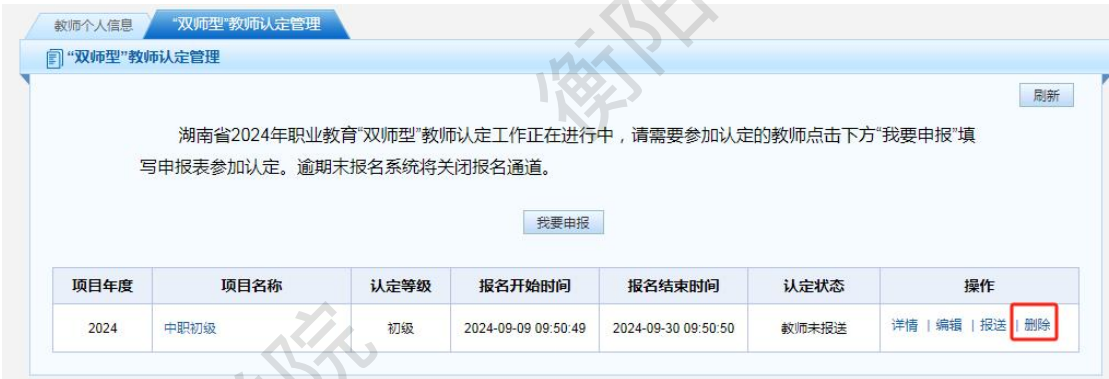 教师个人信息 “双师型”教师认定管理
“双师型”教师认定管理
刷新
湖南省2024年职业教育“双师型”教师认定工作正在进行中，请需要参加认定的教师点击下方“我要申报”填
写申报表参加认定。逾期末报名系统将关闭报名通道。
我要申报
项目年度 项目名称 认定等级 报名开始时间 报名结束时间 认定状态 操作
2024 中职初级 初级 2024-09-09 09:50:49 2024-09-30 09:50:50 教师未报送 详情 | 编辑 | 报送 | 删除
衡阳
院